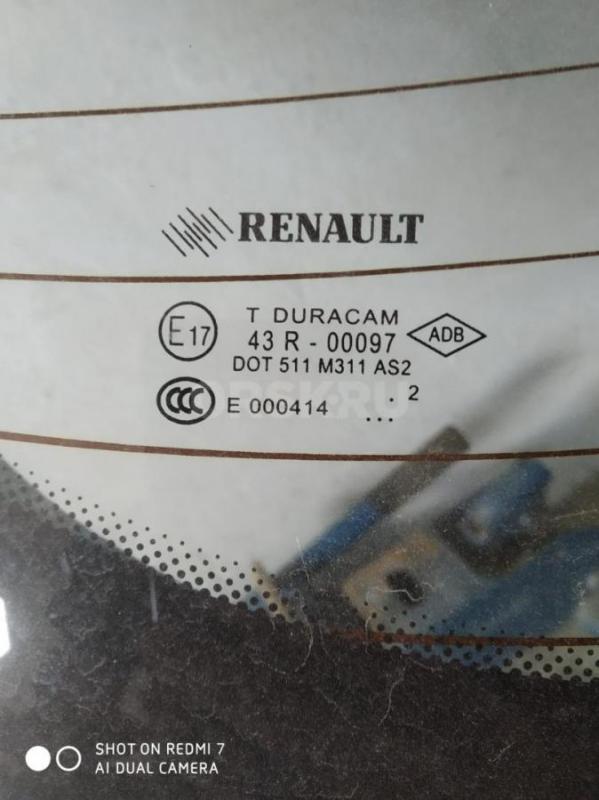 RENAULT
T DURACAM
E17
43 R - 00097
ADB
DOT 511 M311 AS2
CCC
E 000414
.. 2
...
SHOT ON REDMI 7
AI DUAL CAMERA